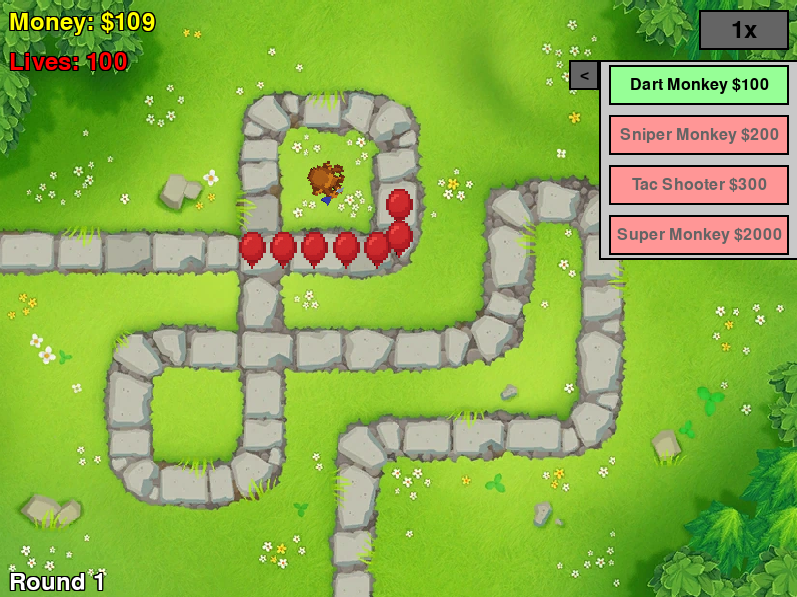 Money: $109
Lives: 100
1x
<
Dart Monkey $100
Sniper Monkey $200
Tac Shooter $300
Super Monkey $2000
Round 1